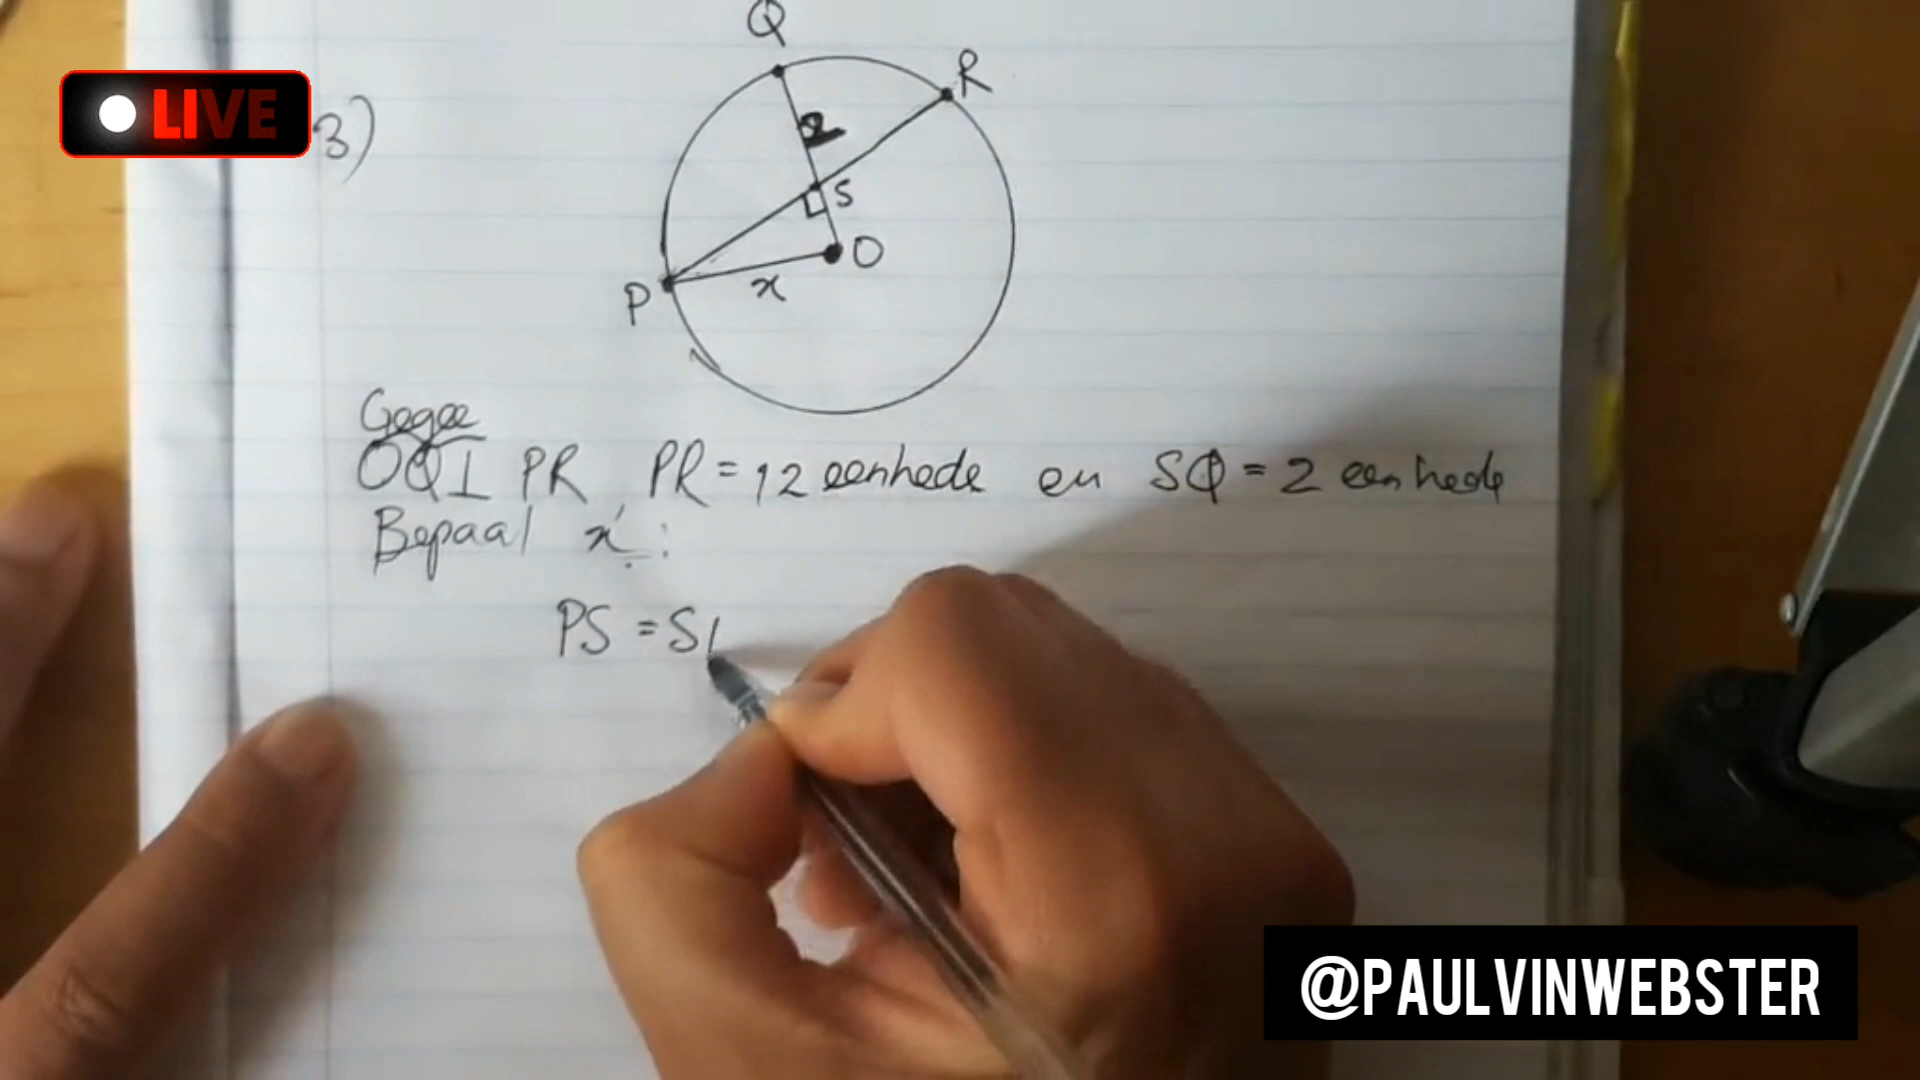 LIVE
3)
Q
R
2
S
O
P
x
Gegee
OQ ⊥ PR, PR = 12 eenhede en SQ = 2 eenhede
Bepaal x:
PS = S
@PAULVINWEBSTER